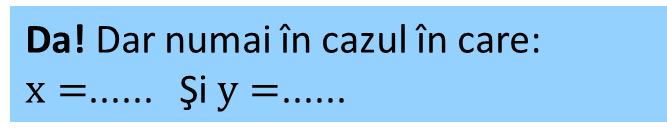 Da! Dar numai în cazul în care:
x =...... Şi y =......